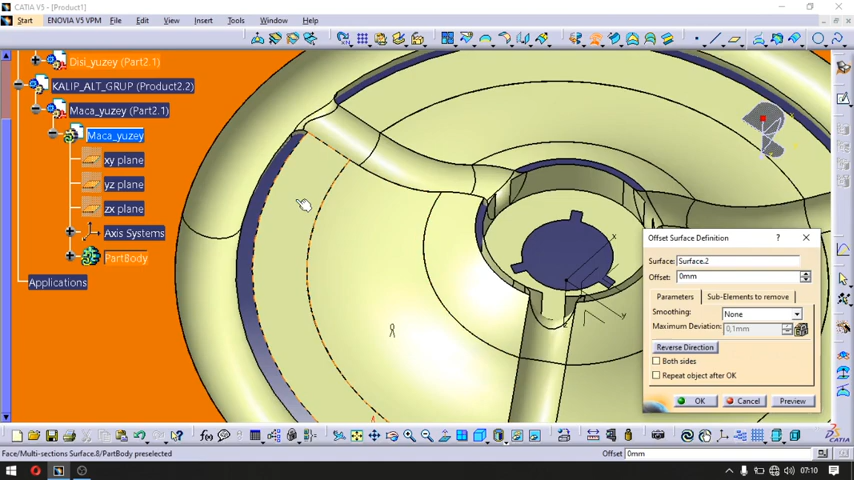 CATIA V5 - [Product1]
Start ENOVIA V5 VPM File Edit View Insert Tools Window Help
Disi_yuzey (Part2.1)
KALIP_ALT_GRUP (Product2.2)
Maca_yuzey (Part2.1)
Maca_yuzey
xy plane
yz plane
zx plane
Axis Systems
PartBody
Applications
x
y
z
Offset Surface Definition ? ×
Surface: Surface.2
Offset: 0mm
Parameters Sub-Elements to remove
Smoothing: None
Maximum Deviation: 0,1mm
Reverse Direction
Both sides
Repeat object after OK
OK Cancel Preview
f(x)
CATIA
Face/Multi-sections Surface.8/PartBody preselected Offset 0mm
07:10